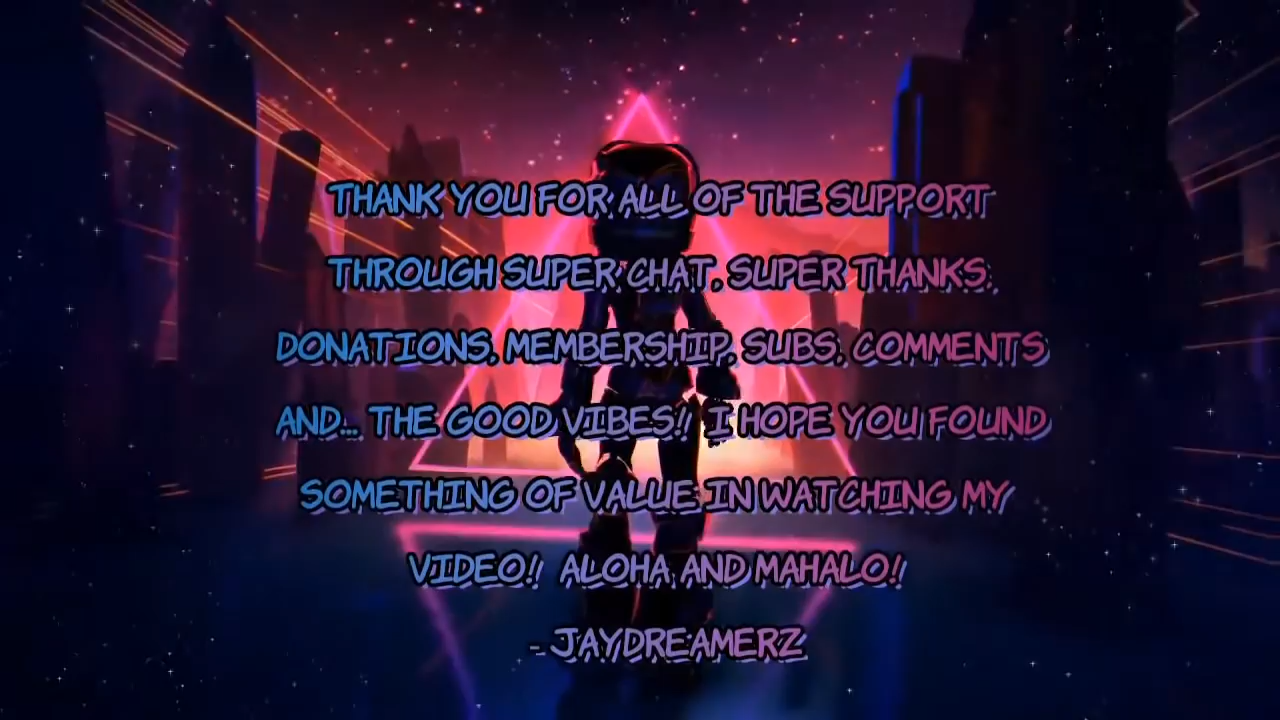 THANK YOU FOR ALL OF THE SUPPORT
THROUGH SUPER CHAT, SUPER THANKS,
DONATIONS, MEMBERSHIP, SUBS, COMMENTS
AND... THE GOOD VIBES! I HOPE YOU FOUND
SOMETHING OF VALUE IN WATCHING MY
VIDEO! ALOHA AND MAHALO!
- JAYDREAMERZ